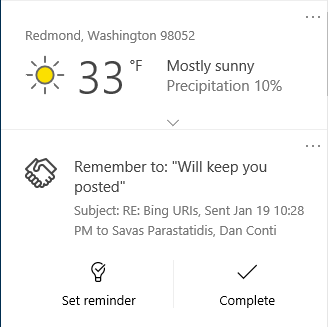 Redmond, Washington 98052
33 °F
Mostly sunny
Precipitation 10%
Remember to: "Will keep you
posted"
Subject: RE: Bing URIs, Sent Jan 19 10:28
PM to Savas Parastatidis, Dan Conti
Set reminder
Complete